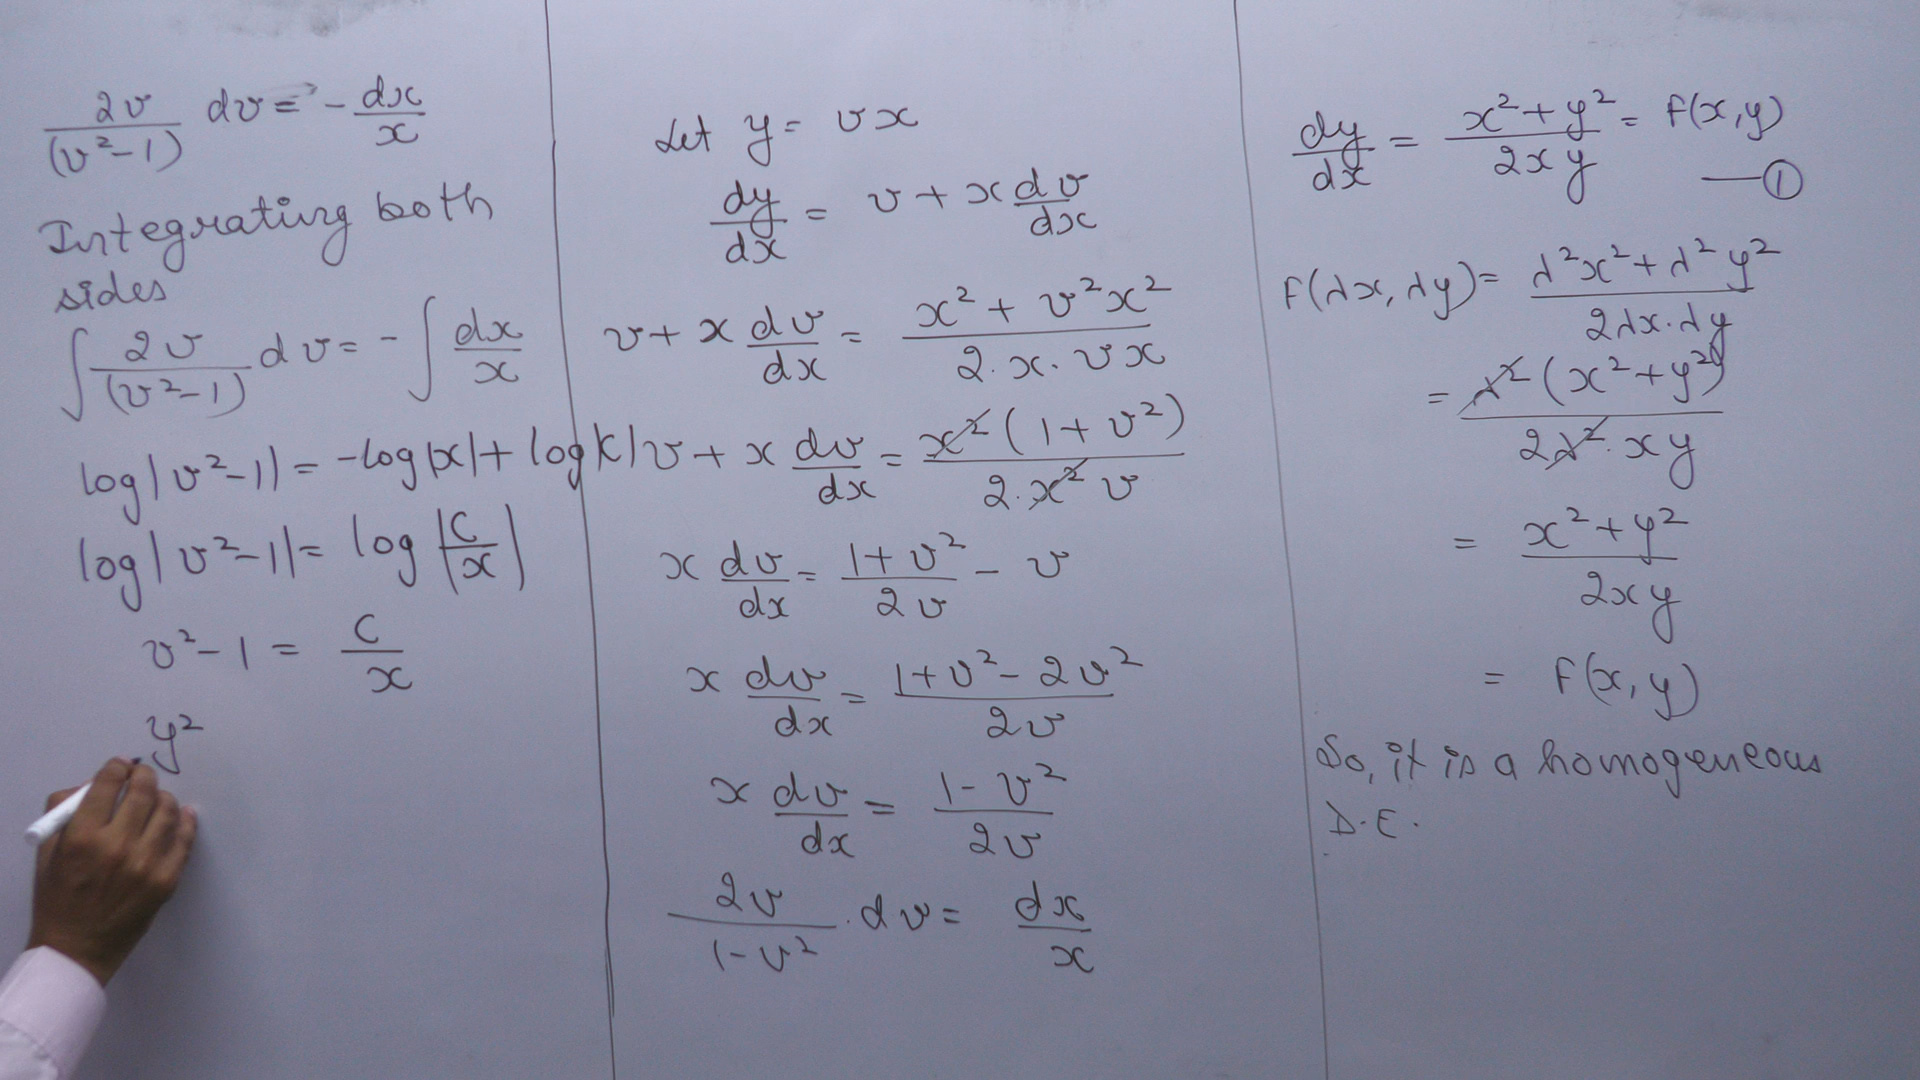 dy/dx = (x² + y²)/(2xy) = F(x, y) —①
F(λx, λy) = (λ²x² + λ²y²)/(2λx·λy)
= λ²(x² + y²)/(2λ²·xy)
= (x² + y²)/(2xy)
= F(x, y)
So, it is a homogeneous
D.E.
Let y = vx
dy/dx = v + x dv/dx
v + x dv/dx = (x² + v²x²)/(2·x·vx)
v + x dv/dx = x²(1 + v²)/(2·x²v)
x dv/dx = (1 + v²)/(2v) - v
x dv/dx = (1 + v² - 2v²)/(2v)
x dv/dx = (1 - v²)/(2v)
2v/(1 - v²) · dv = dx/x
2v/(v² - 1) dv = - dx/x
Integrating both
sides
∫ 2v/(v² - 1) dv = - ∫ dx/x
log|v² - 1| = -log|x| + log|k|
log|v² - 1| = log|C/x|
v² - 1 = C/x
y²